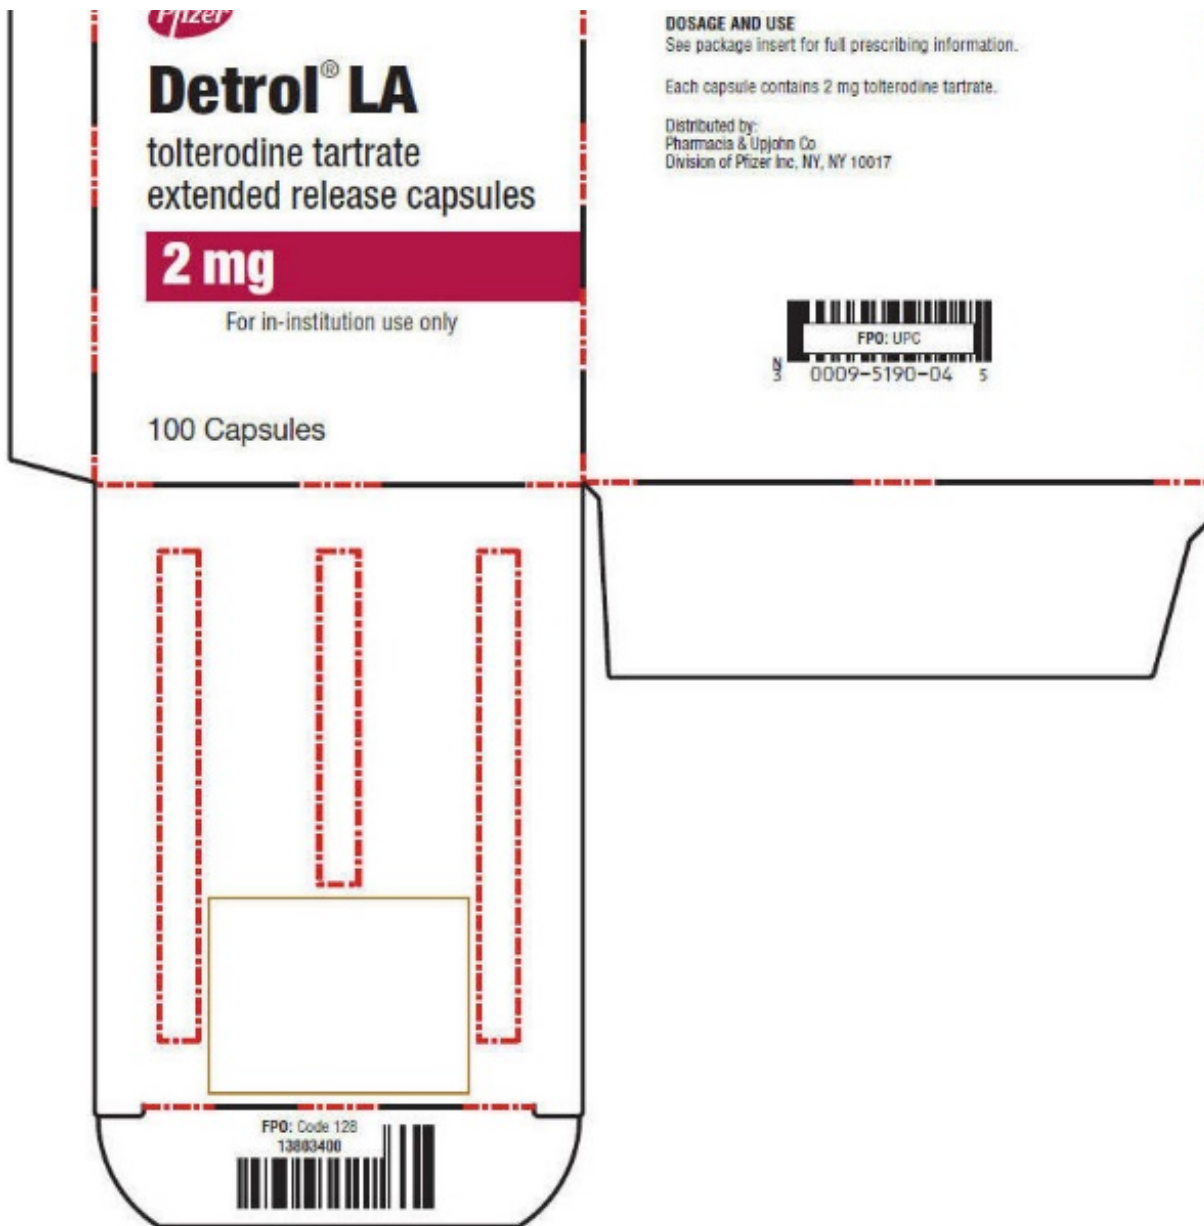 Pfizer
Detrol® LA
tolterodine tartrate
extended release capsules
2 mg
For in-institution use only
100 Capsules
DOSAGE AND USE
See package insert for full prescribing information.
Each capsule contains 2 mg tolterodine tartrate.
Distributed by:
Pharmacia & Upjohn Co
Division of Pfizer Inc, NY, NY 10017
FPO: UPC
N
3 0009-5190-04 5
FPO: Code 128
13803400